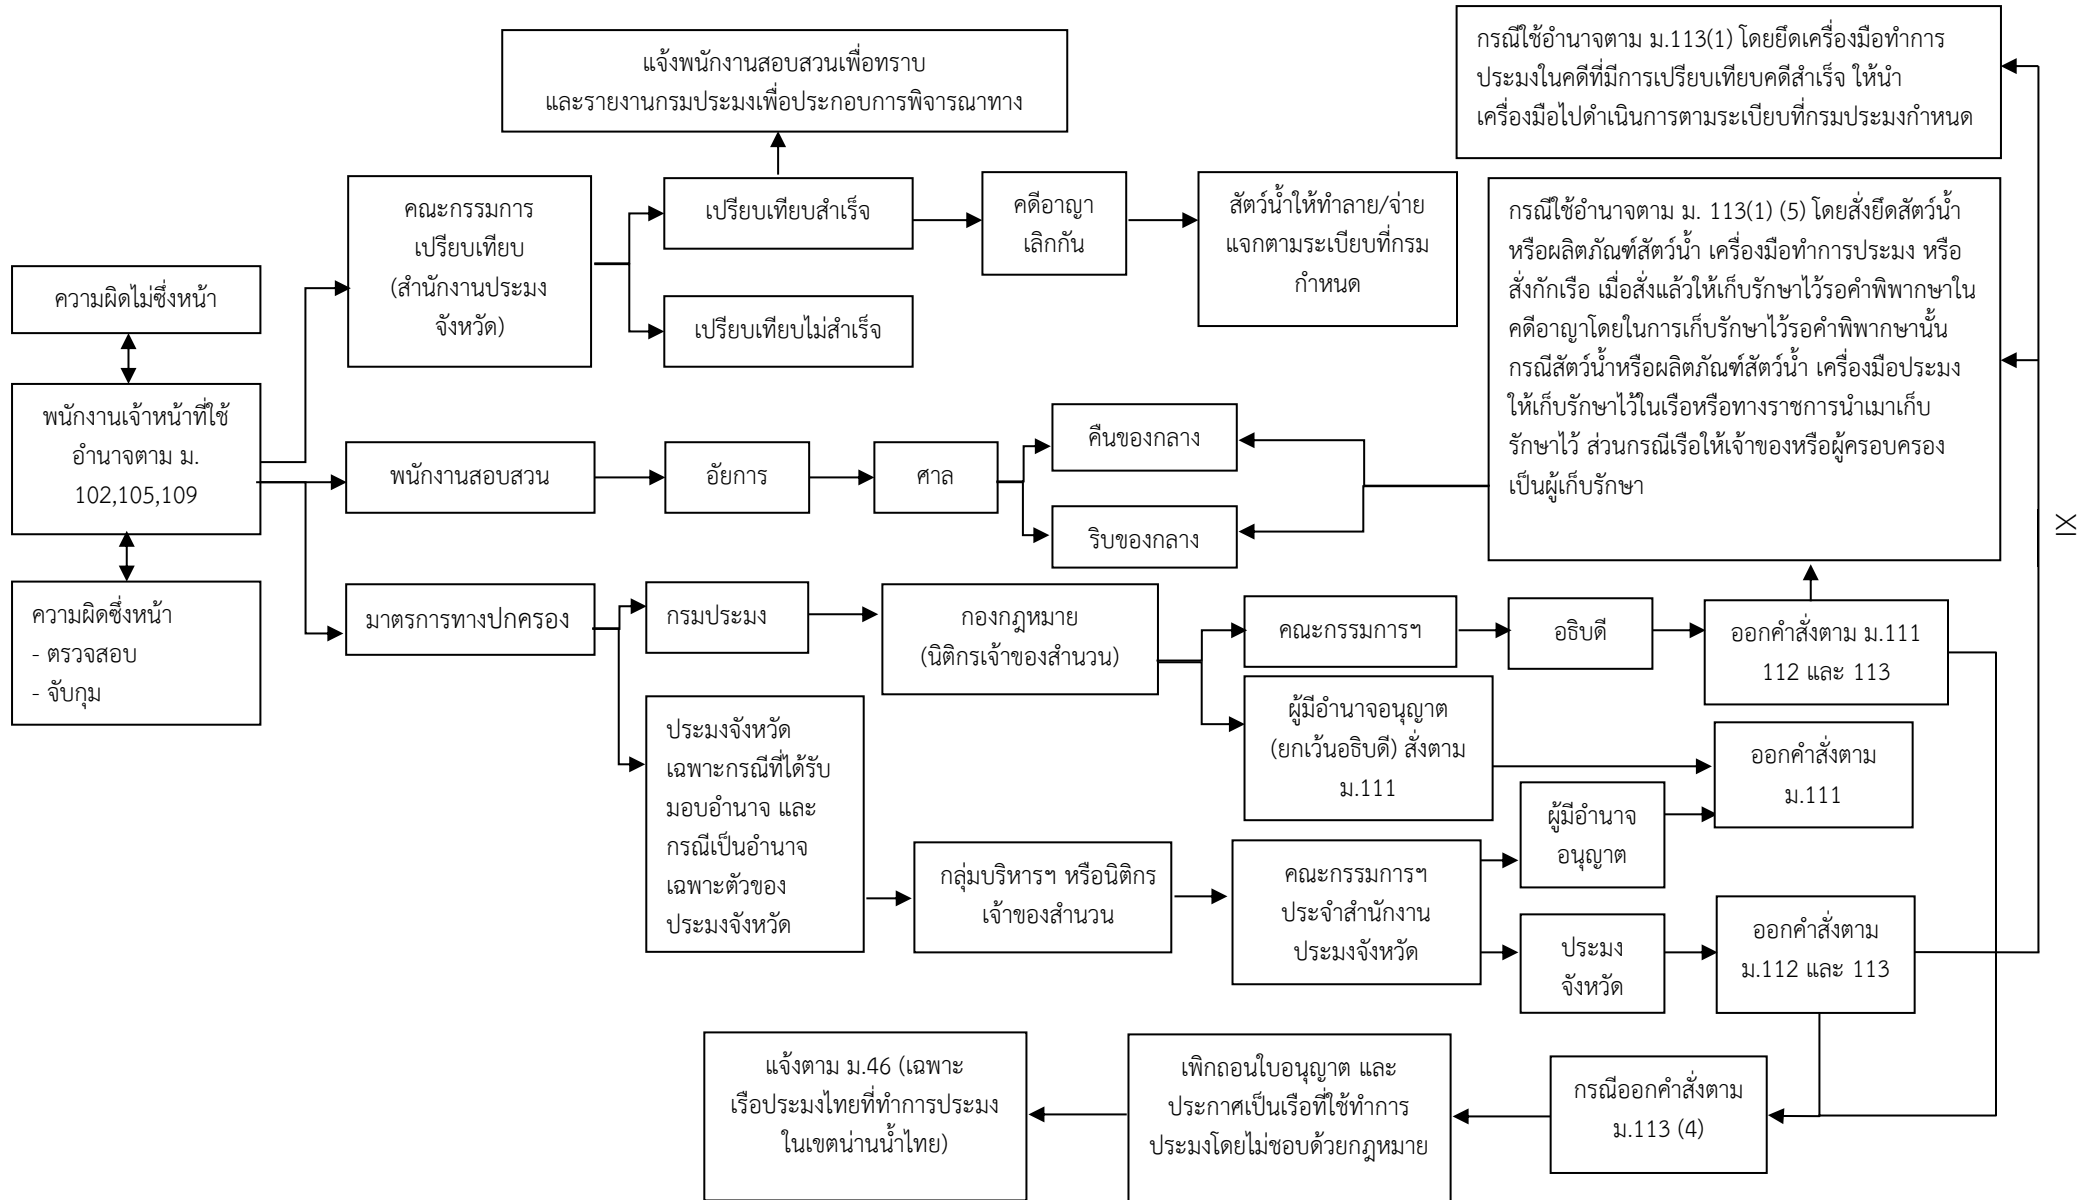 แจ้งพนักงานสอบสวนเพื่อทราบ
และรายงานกรมประมงเพื่อประกอบการพิจารณาทาง
กรณีใช้อำนาจตาม ม.113(1) โดยยึดเครื่องมือทำการ
ประมงในคดีที่มีการเปรียบเทียบคดีสำเร็จ ให้นำ
เครื่องมือไปดำเนินการตามระเบียบที่กรมประมงกำหนด
คณะกรรมการ
เปรียบเทียบ
(สำนักงานประมง
จังหวัด)
เปรียบเทียบสำเร็จ
เปรียบเทียบไม่สำเร็จ
คดีอาญา
เลิกกัน
สัตว์น้ำให้ทำลาย/จ่าย
แจกตามระเบียบที่กรม
กำหนด
กรณีใช้อำนาจตาม ม. 113(1) (5) โดยสั่งยึดสัตว์น้ำ
หรือผลิตภัณฑ์สัตว์น้ำ เครื่องมือทำการประมง หรือ
สั่งกักเรือ เมื่อสั่งแล้วให้เก็บรักษาไว้รอคำพิพากษาใน
คดีอาญาโดยในการเก็บรักษาไว้รอคำพิพากษานั้น
กรณีสัตว์น้ำหรือผลิตภัณฑ์สัตว์น้ำ เครื่องมือประมง
ให้เก็บรักษาไว้ในเรือหรือทางราชการนำเมาเก็บ
รักษาไว้ ส่วนกรณีเรือให้เจ้าของหรือผู้ครอบครอง
เป็นผู้เก็บรักษา
ความผิดไม่ซึ่งหน้า
พนักงานเจ้าหน้าที่ใช้
อำนาจตาม ม.
102,105,109
ความผิดซึ่งหน้า
- ตรวจสอบ
- จับกุม
พนักงานสอบสวน
อัยการ
ศาล
คืนของกลาง
ริบของกลาง
IX
มาตรการทางปกครอง
กรมประมง
กองกฎหมาย
(นิติกรเจ้าของสำนวน)
คณะกรรมการฯ
อธิบดี
ออกคำสั่งตาม ม.111
112 และ 113
ผู้มีอำนาจอนุญาต
(ยกเว้นอธิบดี) สั่งตาม
ม.111
ออกคำสั่งตาม
ม.111
ประมงจังหวัด
เฉพาะกรณีที่ได้รับ
มอบอำนาจ และ
กรณีเป็นอำนาจ
เฉพาะตัวของ
ประมงจังหวัด
กลุ่มบริหารฯ หรือนิติกร
เจ้าของสำนวน
คณะกรรมการฯ
ประจำสำนักงาน
ประมงจังหวัด
ผู้มีอำนาจ
อนุญาต
ประมง
จังหวัด
ออกคำสั่งตาม
ม.112 และ 113
แจ้งตาม ม.46 (เฉพาะ
เรือประมงไทยที่ทำการประมง
ในเขตน่านน้ำไทย)
เพิกถอนใบอนุญาต และ
ประกาศเป็นเรือที่ใช้ทำการ
ประมงโดยไม่ชอบด้วยกฎหมาย
กรณีออกคำสั่งตาม
ม.113 (4)